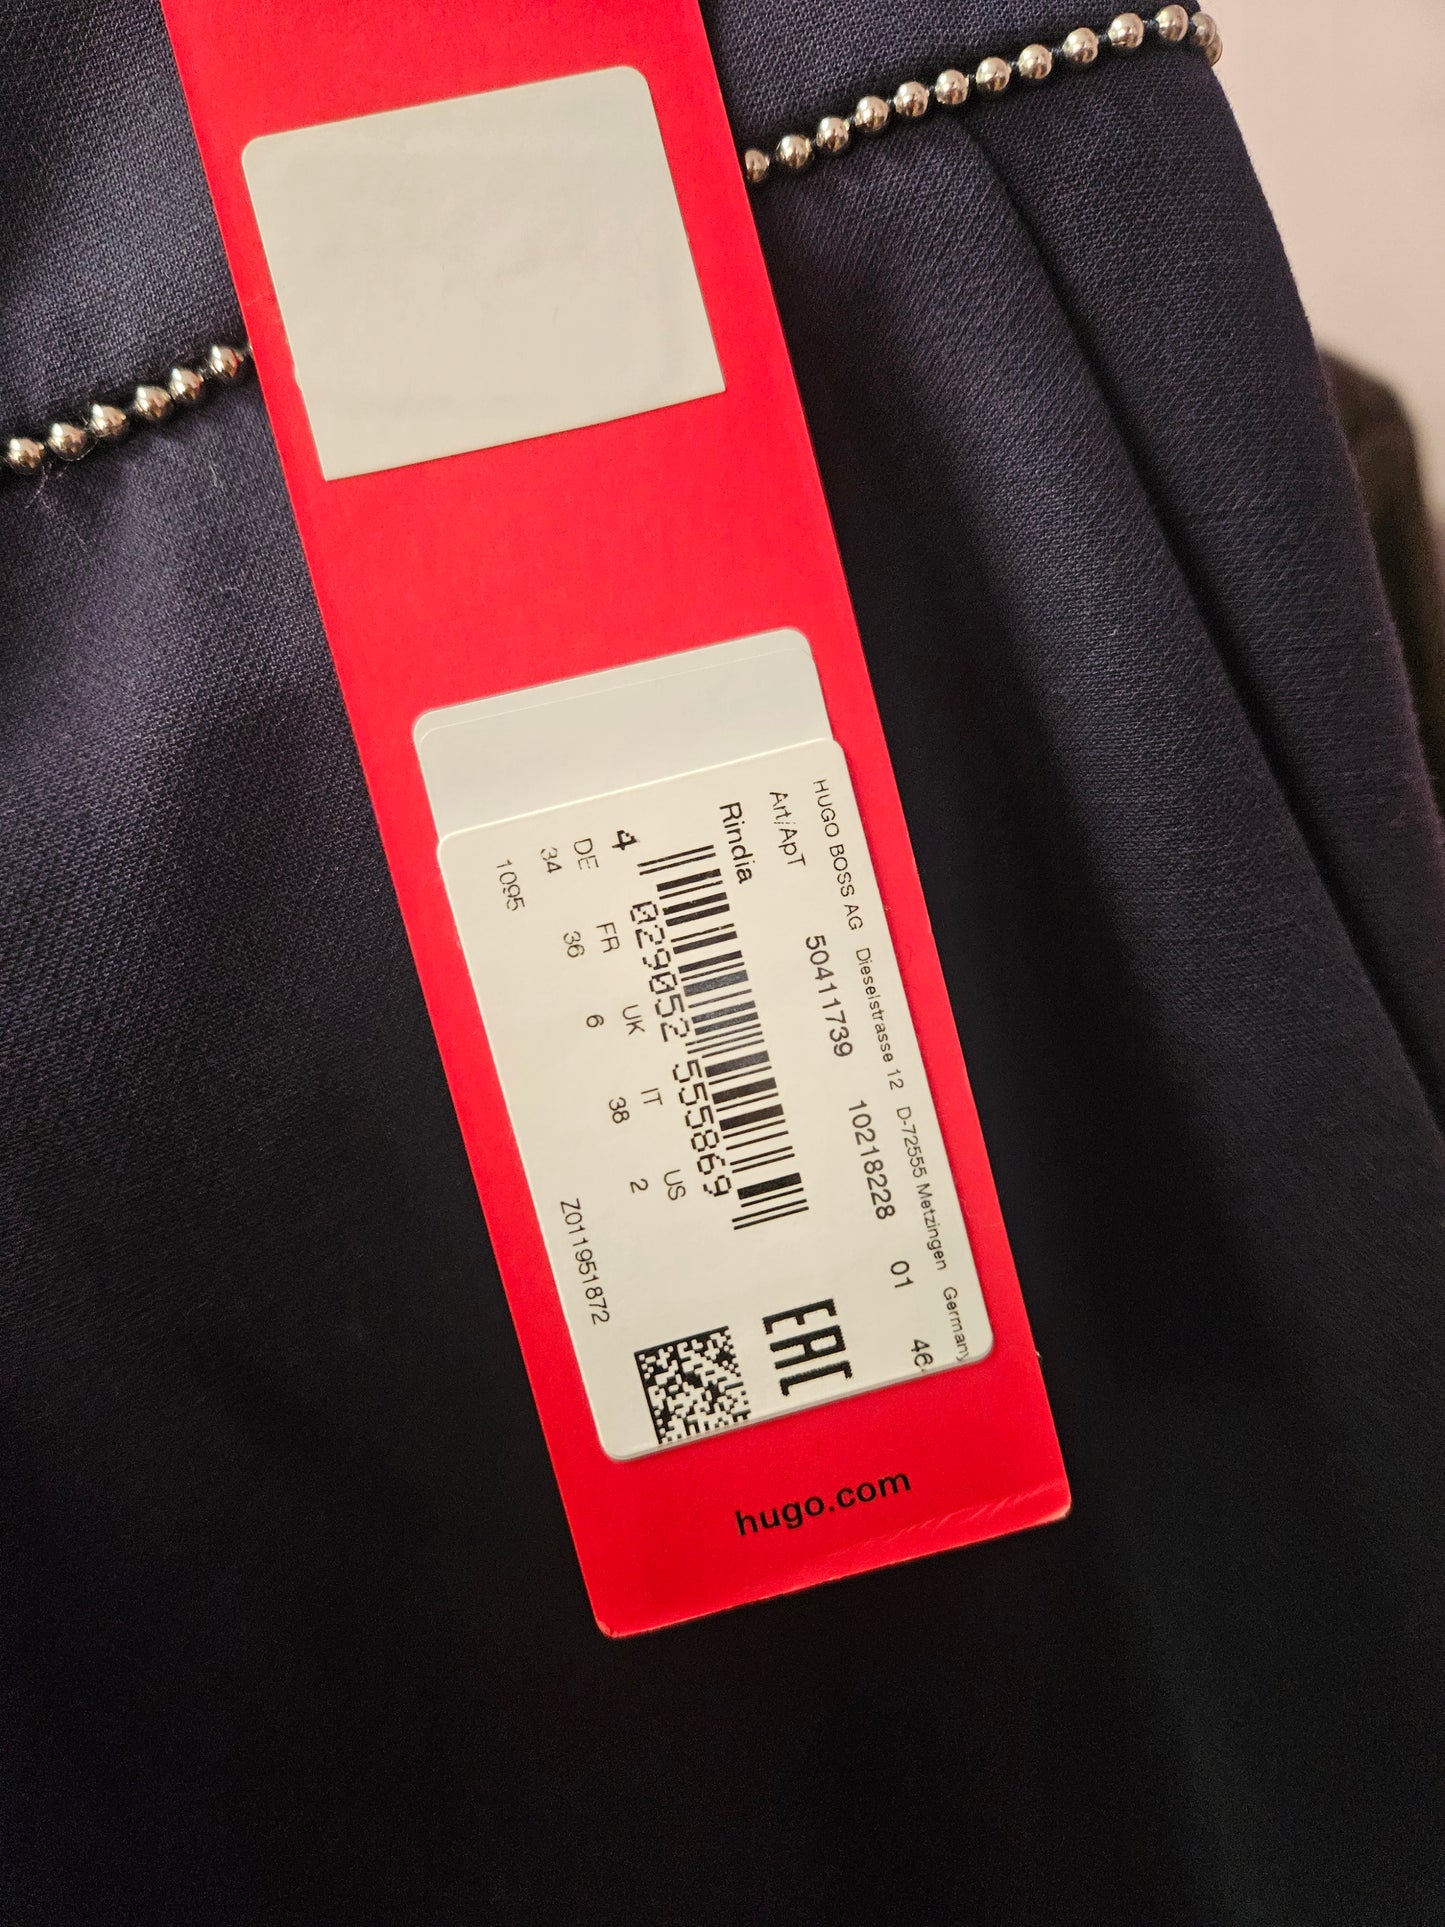 HUGO BOSS AG Dieselstrasse 12 D-72555 Metzingen Germany
Art/ApT 50411739 10218228 01 46
Rindia
4 029052 555869
DE FR UK IT US
34 36 6 38 2
1095 Z011951872
EAC
hugo.com